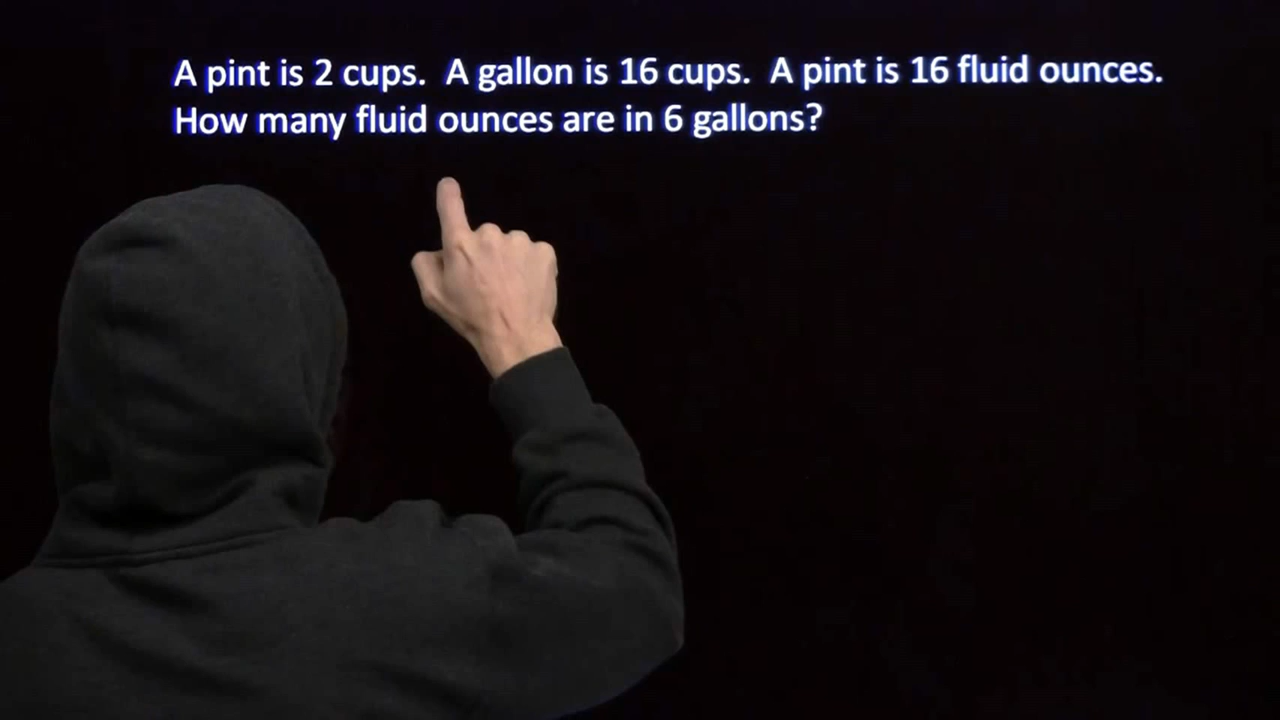 A pint is 2 cups.  A gallon is 16 cups.  A pint is 16 fluid ounces.
How many fluid ounces are in 6 gallons?